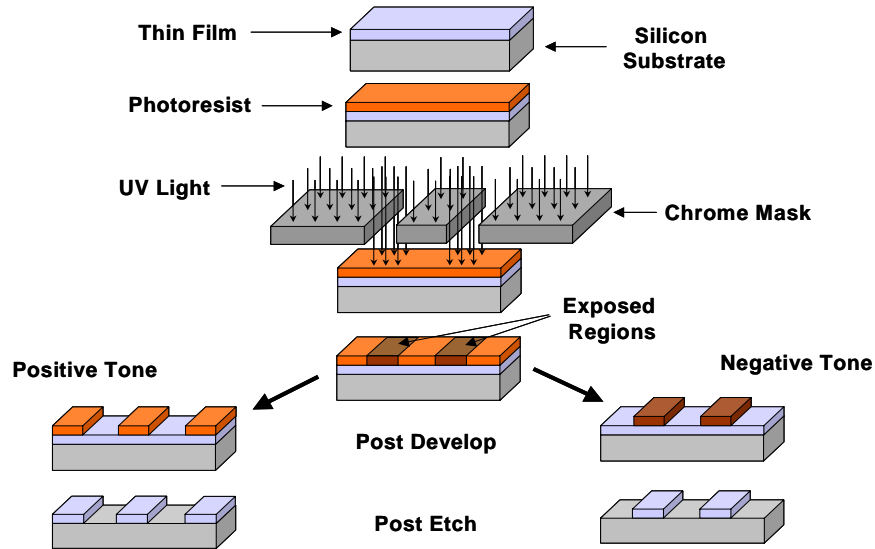 Thin Film
Silicon
Substrate
Photoresist
UV Light
Chrome Mask
Exposed
Regions
Positive Tone
Negative Tone
Post Develop
Post Etch